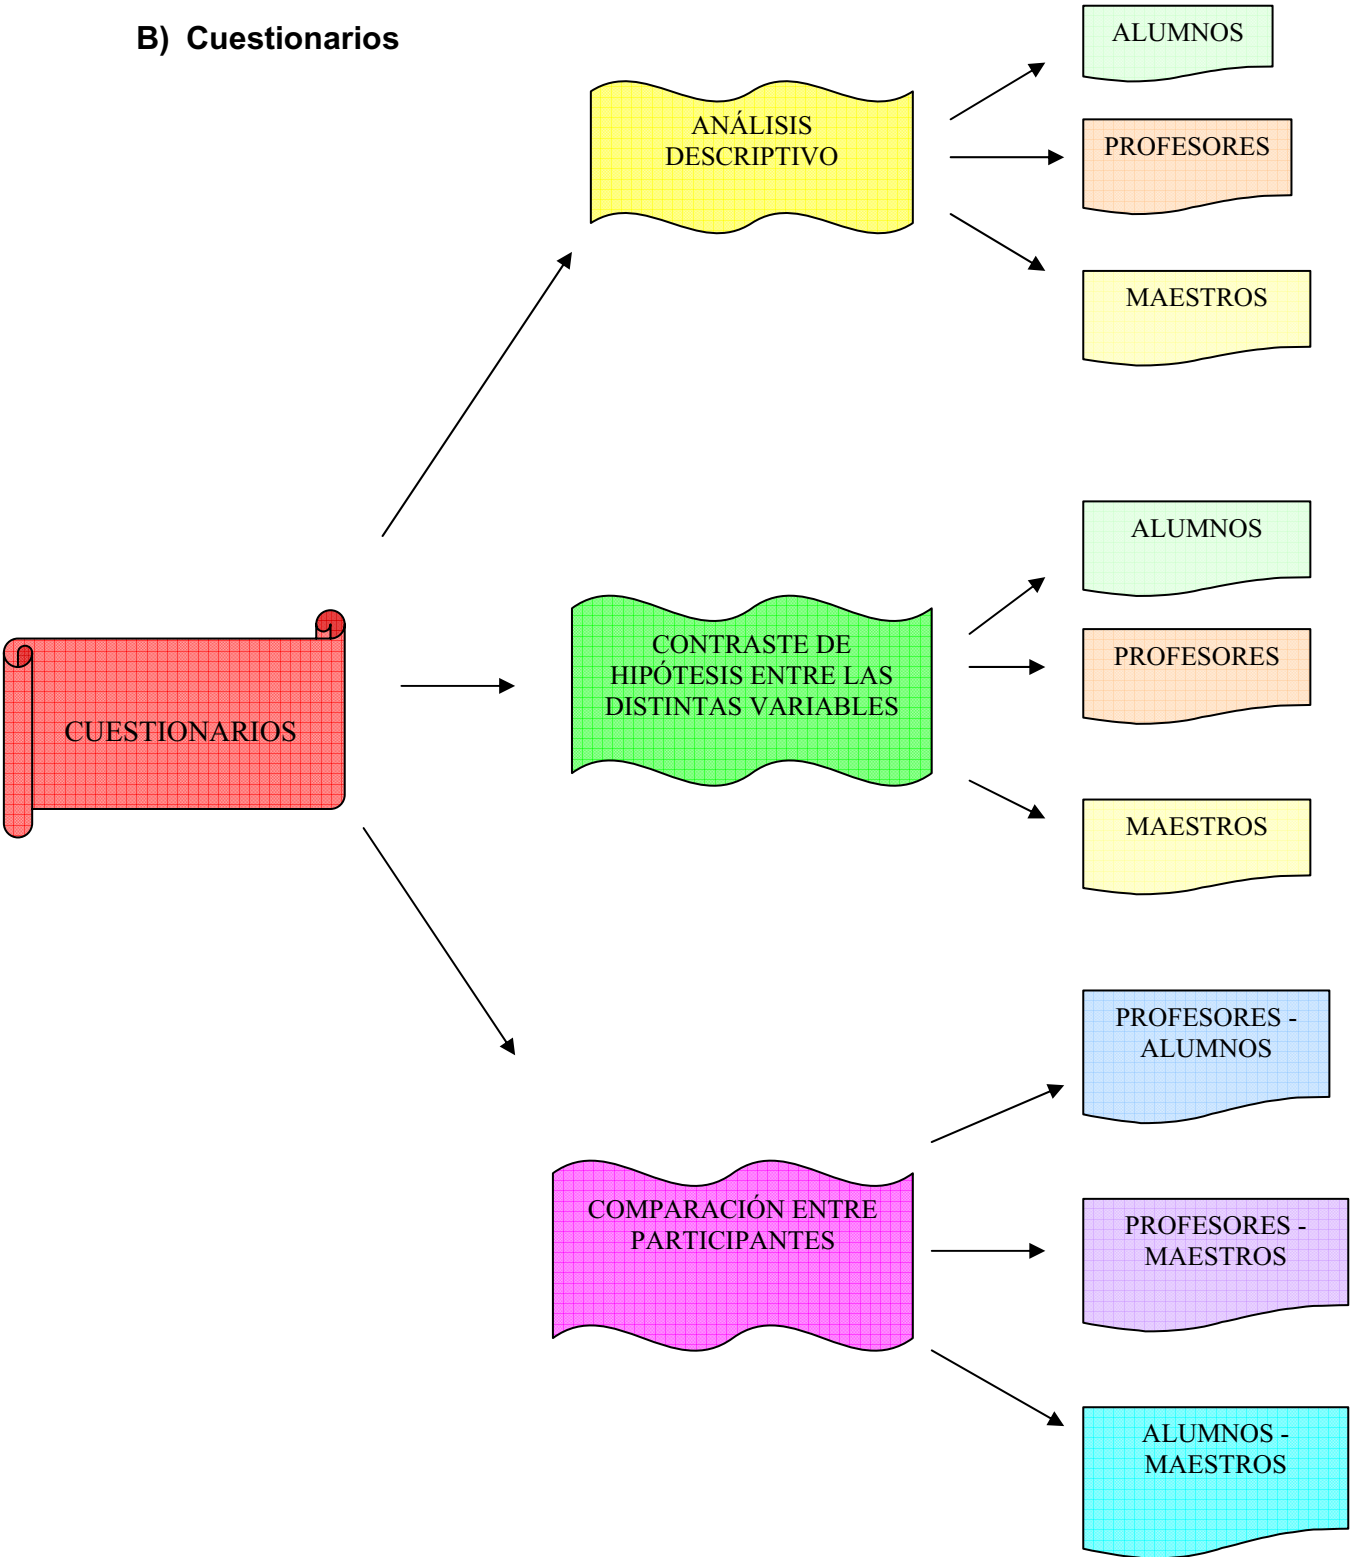 B) Cuestionarios
ALUMNOS
ANÁLISIS
DESCRIPTIVO
PROFESORES
MAESTROS
ALUMNOS
CONTRASTE DE
HIPÓTESIS ENTRE LAS
DISTINTAS VARIABLES
PROFESORES
CUESTIONARIOS
MAESTROS
PROFESORES -
ALUMNOS
COMPARACIÓN ENTRE
PARTICIPANTES
PROFESORES -
MAESTROS
ALUMNOS -
MAESTROS